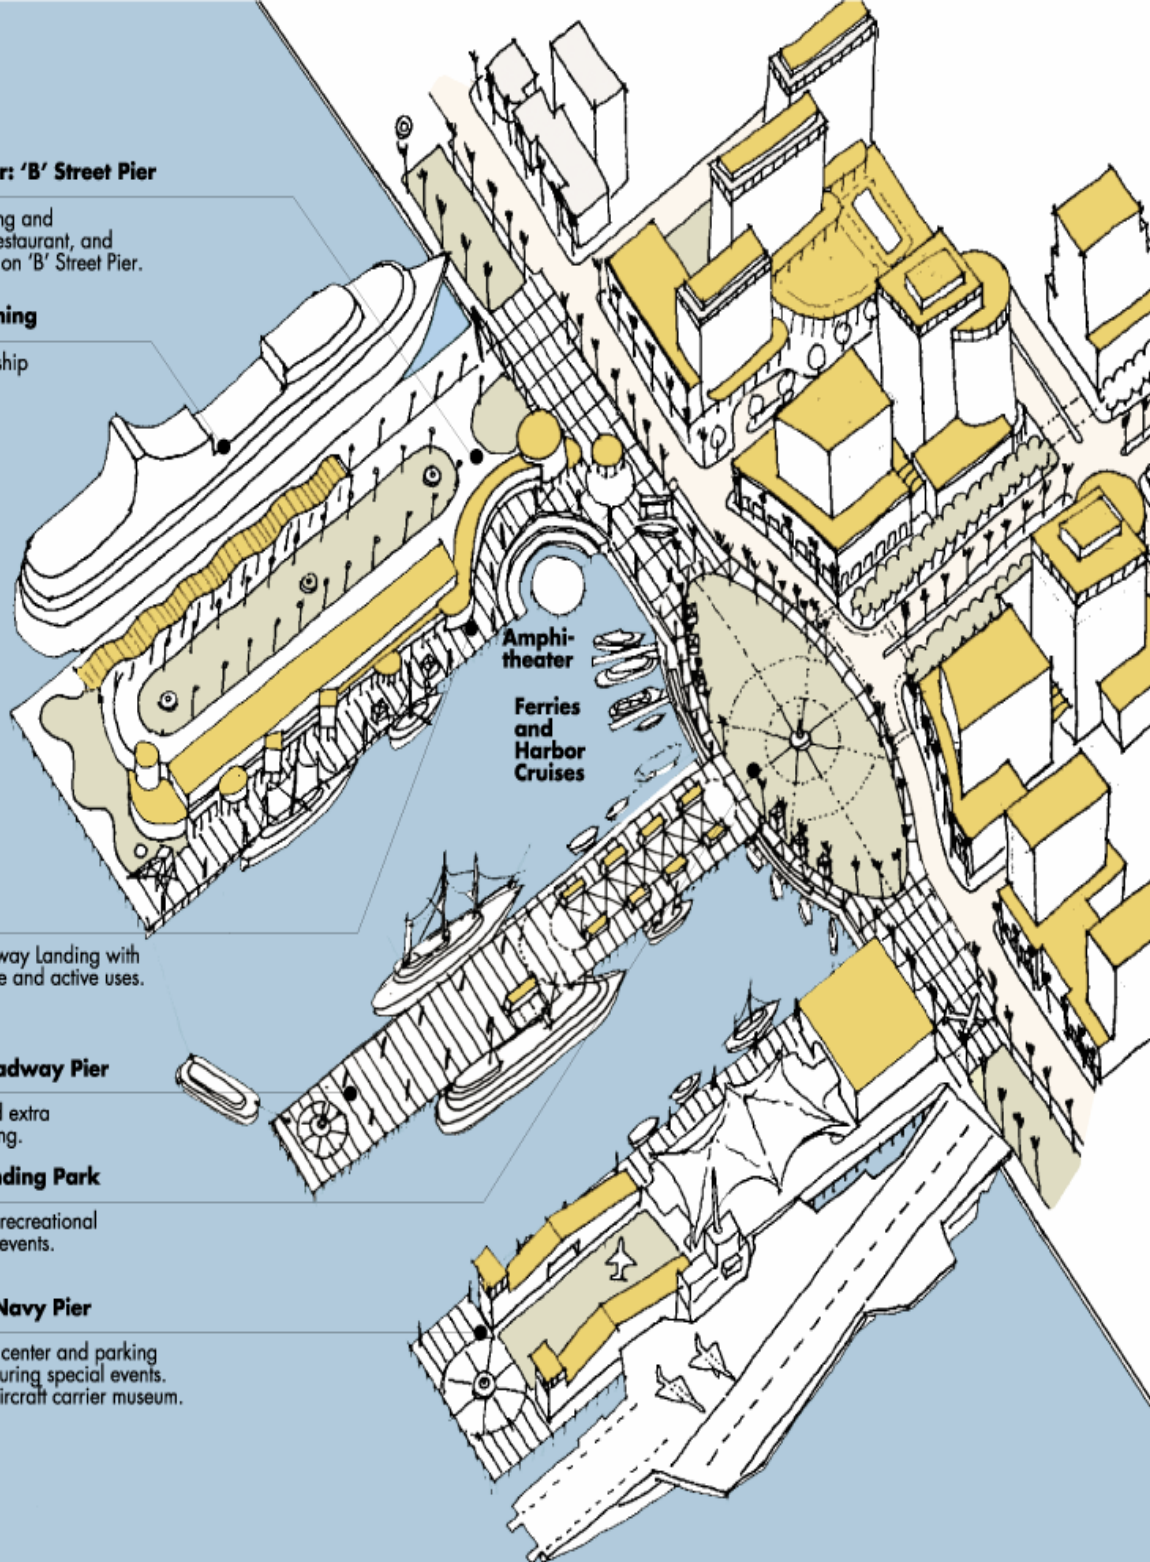 r: ‘B’ Street Pier
ng and
estaurant, and
on ‘B’ Street Pier.
ning
ship
Amphi-
theater
Ferries
and
Harbor
Cruises
way Landing with
e and active uses.
adway Pier
l extra
ng.
nding Park
recreational
events.
Navy Pier
center and parking
uring special events.
ircraft carrier museum.